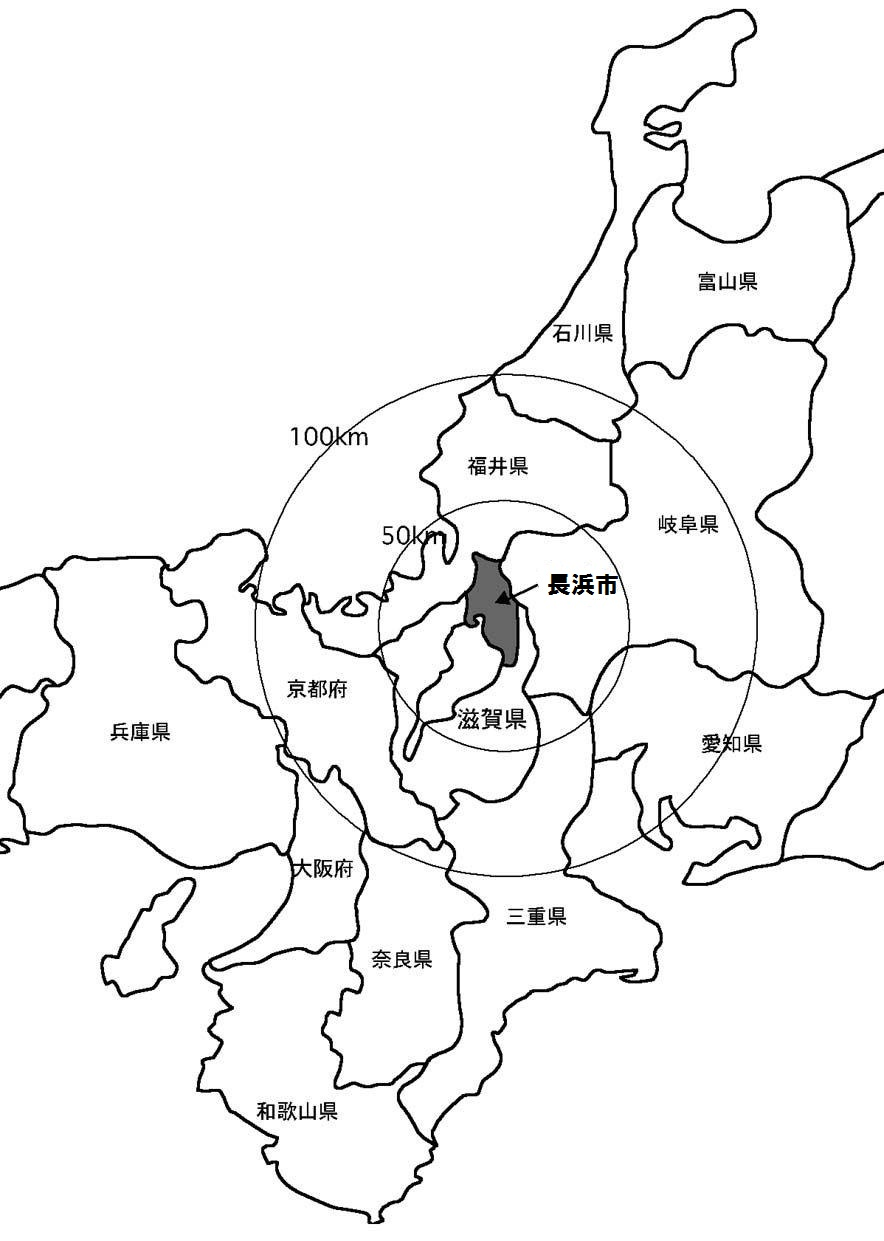 富山県
石川県
100km
福井県
岐阜県
50km
長浜市
京都府
滋賀県
兵庫県
愛知県
大阪府
三重県
奈良県
和歌山県